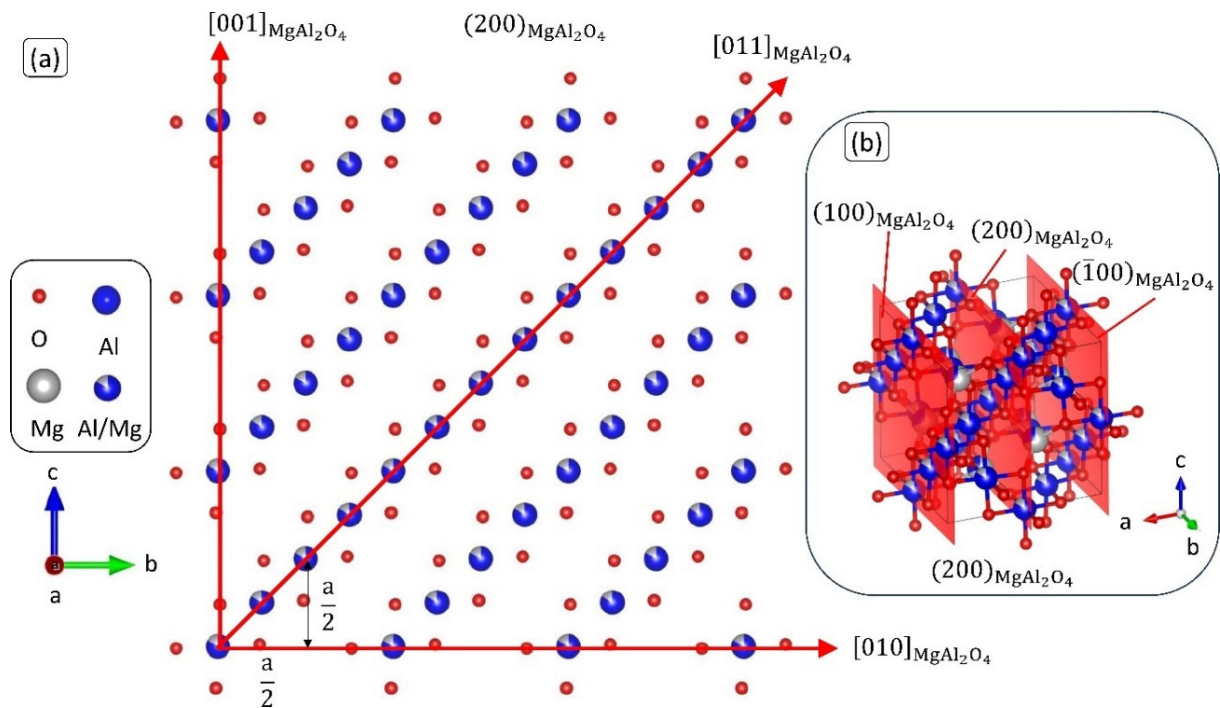 (a)
[001]MgAl₂O₄
(200)MgAl₂O₄
[011]MgAl₂O₄
(b)
(100)MgAl₂O₄
(200)MgAl₂O₄
(1̄00)MgAl₂O₄
O Al
Mg Al/Mg
c
b
a
a
a/2
a/2
[010]MgAl₂O₄
c
a
b
(200)MgAl₂O₄